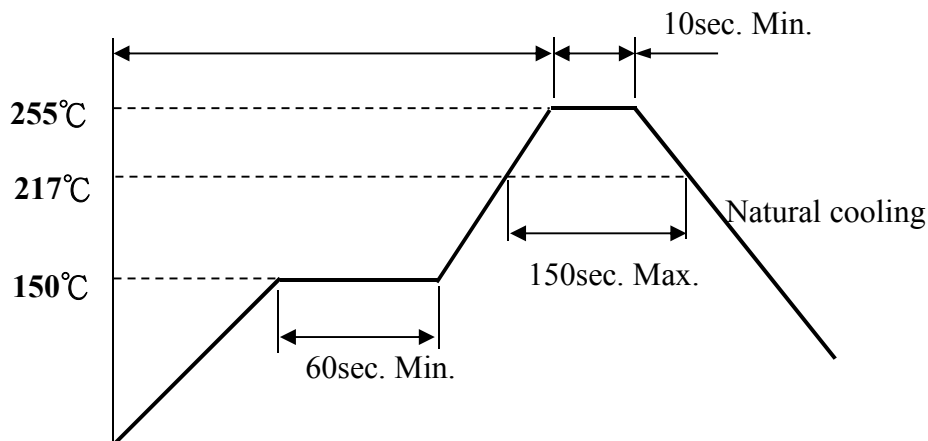 10sec. Min.
255℃
217℃
Natural cooling
150℃
150sec. Max.
60sec. Min.